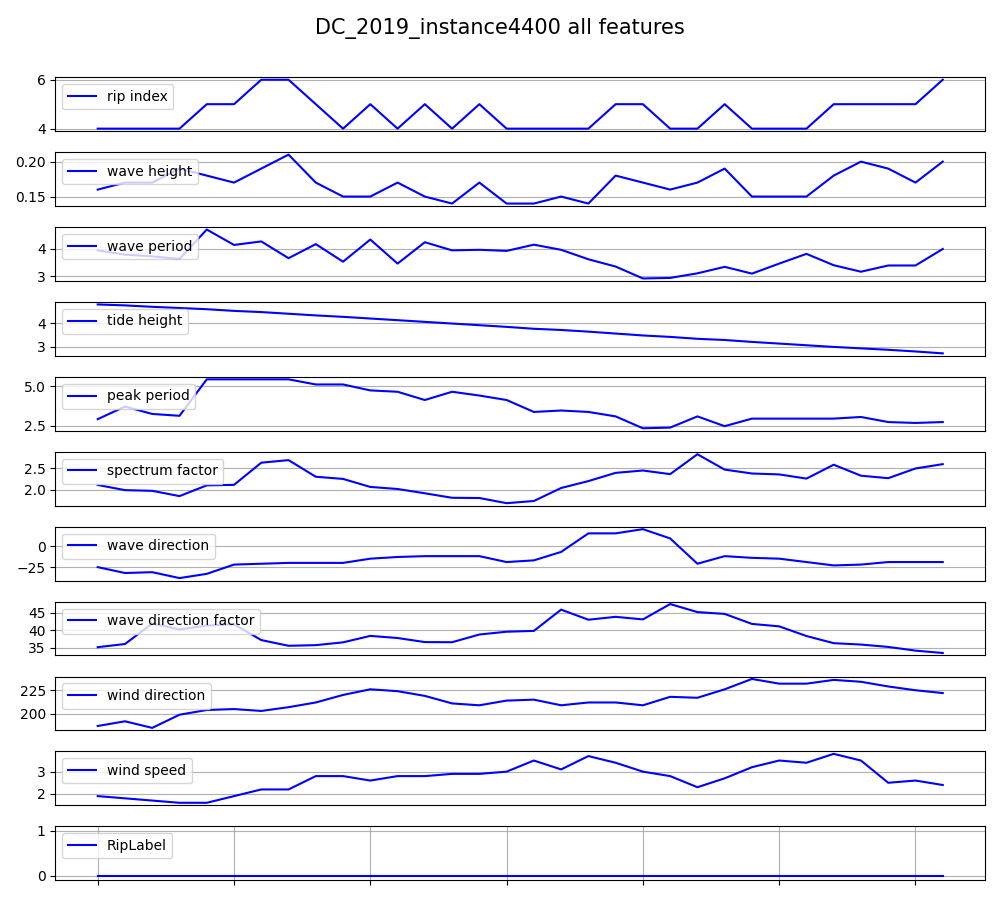 DC_2019_instance4400 all features
6
4
rip index
0.20
0.15
wave height
4
3
wave period
4
3
tide height
5.0
2.5
peak period
2.5
2.0
spectrum factor
0
−25
wave direction
45
40
35
wave direction factor
225
200
wind direction
3
2
wind speed
1
0
RipLabel